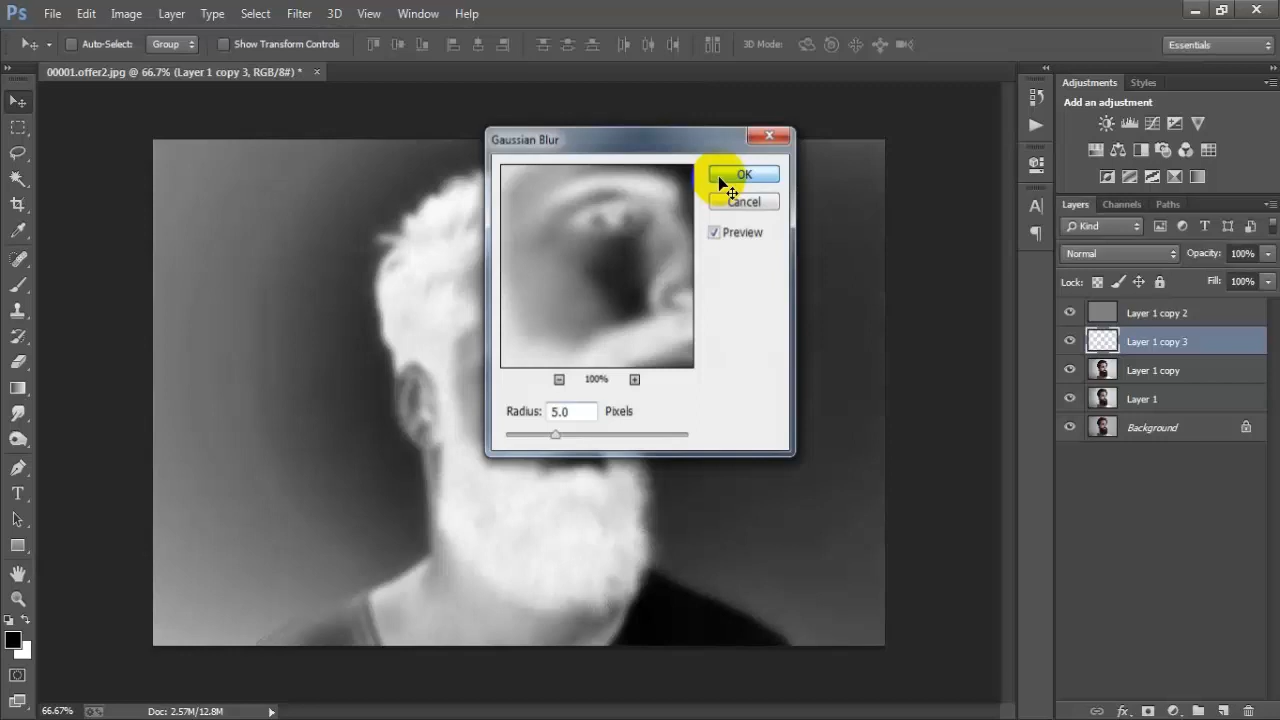 Ps File Edit Image Layer Type Select Filter 3D View Window Help
Auto-Select: Group Show Transform Controls 3D Mode: Essentials
00001.offer2.jpg @ 66.7% (Layer 1 copy 3, RGB/8#) * ×
Adjustments Styles
Add an adjustment
Gaussian Blur
OK
Cancel
Preview
100%
Radius: 5.0 Pixels
Layers Channels Paths
Kind
Normal Opacity: 100%
Lock: Fill: 100%
Layer 1 copy 2
Layer 1 copy 3
Layer 1 copy
Layer 1
Background
66.67% Doc: 2.57M/12.8M